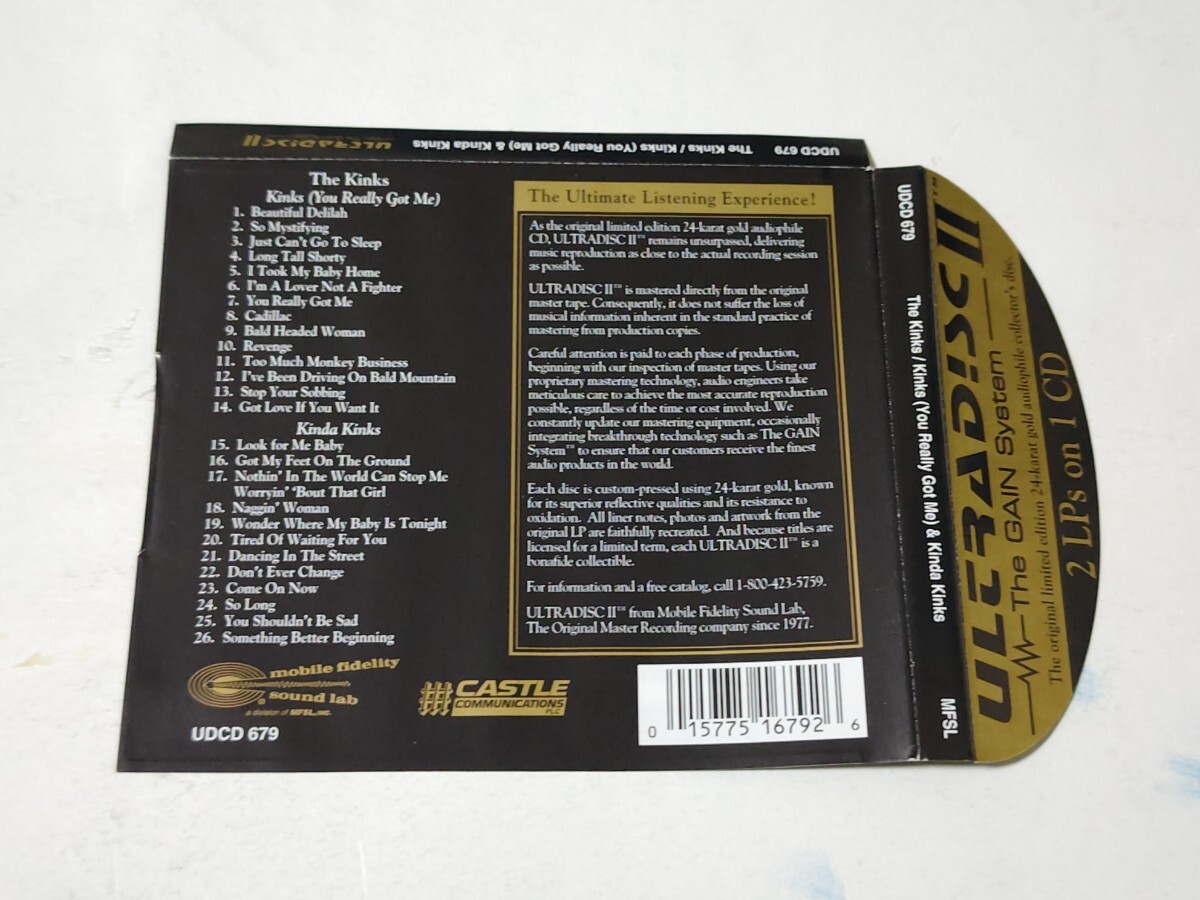 UDCD 679 The Kinks / Kinks (You Really Got Me) & Kinda Kinks ULTRADISC II
The Kinks
Kinks (You Really Got Me)
1. Beautiful Delilah
2. So Mystifying
3. Just Can't Go To Sleep
4. Long Tall Shorty
5. I Took My Baby Home
6. I'm A Lover Not A Fighter
7. You Really Got Me
8. Cadillac
9. Bald Headed Woman
10. Revenge
11. Too Much Monkey Business
12. I've Been Driving On Bald Mountain
13. Stop Your Sobbing
14. Got Love If You Want It
Kinda Kinks
15. Look for Me Baby
16. Got My Feet On The Ground
17. Nothin' In The World Can Stop Me
Worryin' 'Bout That Girl
18. Naggin' Woman
19. Wonder Where My Baby Is Tonight
20. Tired Of Waiting For You
21. Dancing In The Street
22. Don't Ever Change
23. Come On Now
24. So Long
25. You Shouldn't Be Sad
26. Something Better Beginning
mobile fidelity
sound lab
a division of MFSL, inc.
UDCD 679
CASTLE
COMMUNICATIONS
PLC
The Ultimate Listening Experience!
As the original limited edition 24-karat gold audiophile
CD, ULTRADISC II™ remains unsurpassed, delivering
music reproduction as close to the actual recording session
as possible.
ULTRADISC II™ is mastered directly from the original
master tape. Consequently, it does not suffer the loss of
musical information inherent in the standard practice of
mastering from production copies.
Careful attention is paid to each phase of production,
beginning with our inspection of master tapes. Using our
proprietary mastering technology, audio engineers take
meticulous care to achieve the most accurate reproduction
possible, regardless of the time or cost involved. We
constantly update our mastering equipment, occasionally
integrating breakthrough technology such as The GAIN
System™ to ensure that our customers receive the finest
audio products in the world.
Each disc is custom-pressed using 24-karat gold, known
for its superior reflective qualities and its resistance to
oxidation. All liner notes, photos and artwork from the
original LP are faithfully recreated. And because titles are
licensed for a limited term, each ULTRADISC II™ is a
bonafide collectible.
For information and a free catalog, call 1-800-423-5759.
ULTRADISC II™ from Mobile Fidelity Sound Lab,
The Original Master Recording company since 1977.
0 15775 16792 6
UDCD 679 The Kinks / Kinks (You Really Got Me) & Kinda Kinks MFSL
ULTRADISC II™
The GAIN System
The original limited edition 24-karat gold audiophile collector's disc.
2 LPs on 1 CD